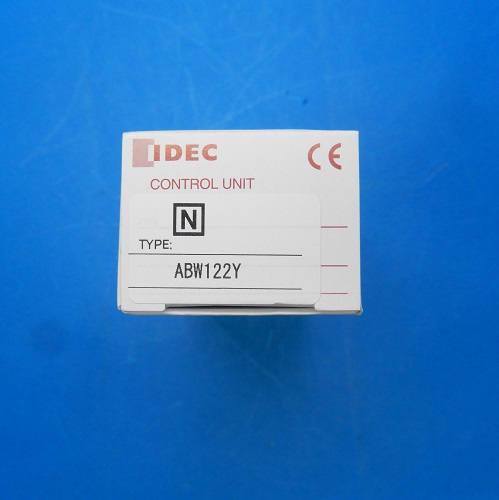 IDEC CE
CONTROL UNIT
N
TYPE:
ABW122Y